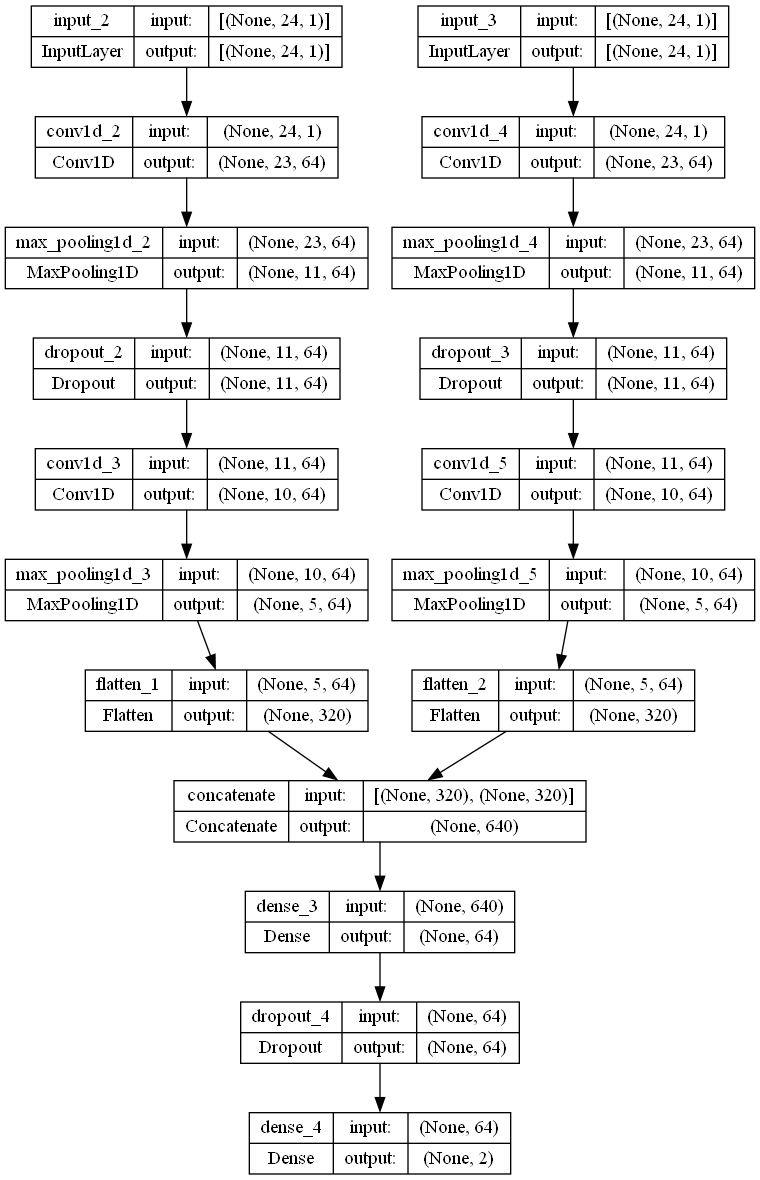 input_2 input: [(None, 24, 1)]
InputLayer output: [(None, 24, 1)]
input_3 input: [(None, 24, 1)]
InputLayer output: [(None, 24, 1)]
conv1d_2 input: (None, 24, 1)
Conv1D output: (None, 23, 64)
conv1d_4 input: (None, 24, 1)
Conv1D output: (None, 23, 64)
max_pooling1d_2 input: (None, 23, 64)
MaxPooling1D output: (None, 11, 64)
max_pooling1d_4 input: (None, 23, 64)
MaxPooling1D output: (None, 11, 64)
dropout_2 input: (None, 11, 64)
Dropout output: (None, 11, 64)
dropout_3 input: (None, 11, 64)
Dropout output: (None, 11, 64)
conv1d_3 input: (None, 11, 64)
Conv1D output: (None, 10, 64)
conv1d_5 input: (None, 11, 64)
Conv1D output: (None, 10, 64)
max_pooling1d_3 input: (None, 10, 64)
MaxPooling1D output: (None, 5, 64)
max_pooling1d_5 input: (None, 10, 64)
MaxPooling1D output: (None, 5, 64)
flatten_1 input: (None, 5, 64)
Flatten output: (None, 320)
flatten_2 input: (None, 5, 64)
Flatten output: (None, 320)
concatenate input: [(None, 320), (None, 320)]
Concatenate output: (None, 640)
dense_3 input: (None, 640)
Dense output: (None, 64)
dropout_4 input: (None, 64)
Dropout output: (None, 64)
dense_4 input: (None, 64)
Dense output: (None, 2)